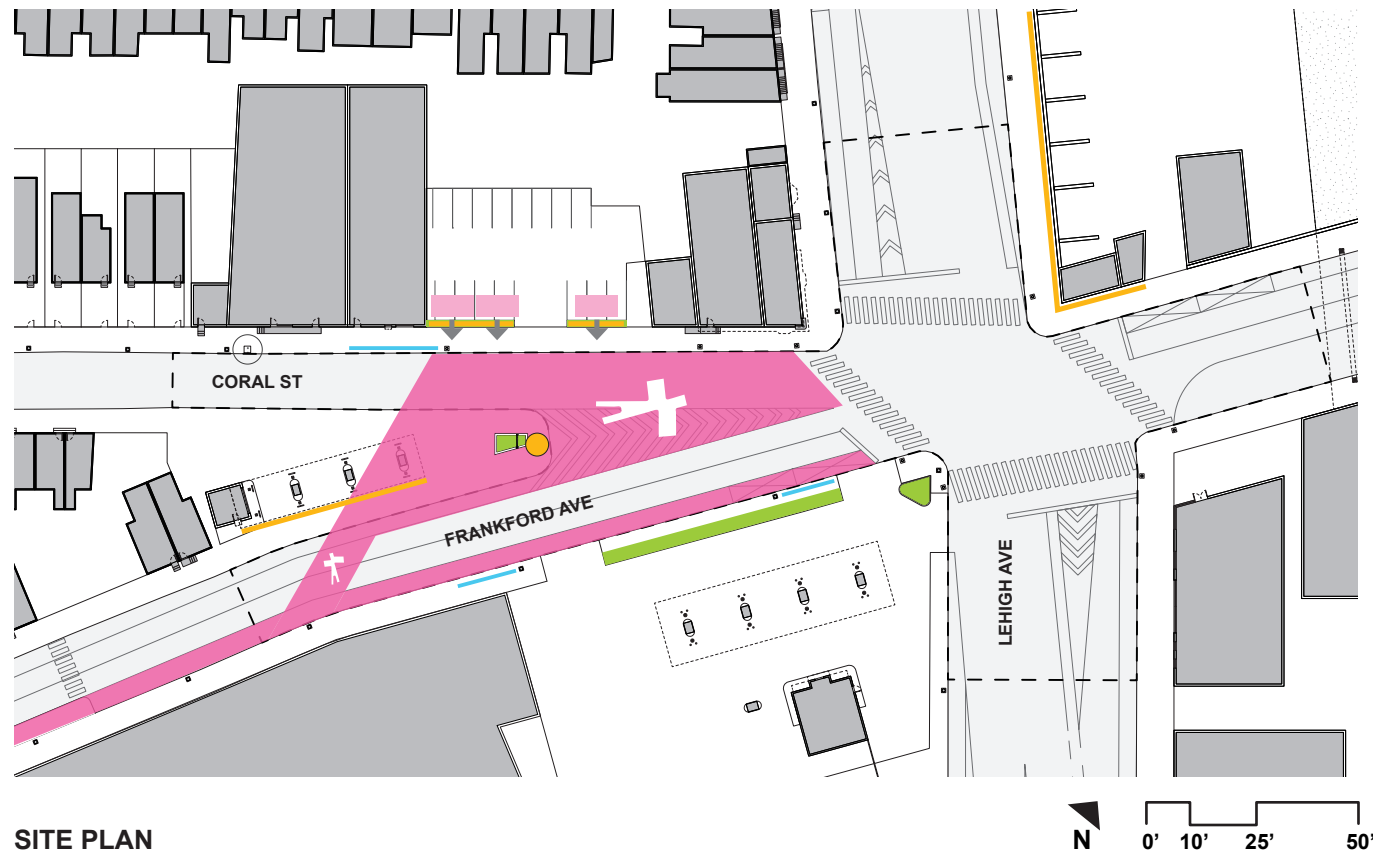 CORAL ST
FRANKFORD AVE
LEHIGH AVE
SITE PLAN
N
0' 10' 25' 50'